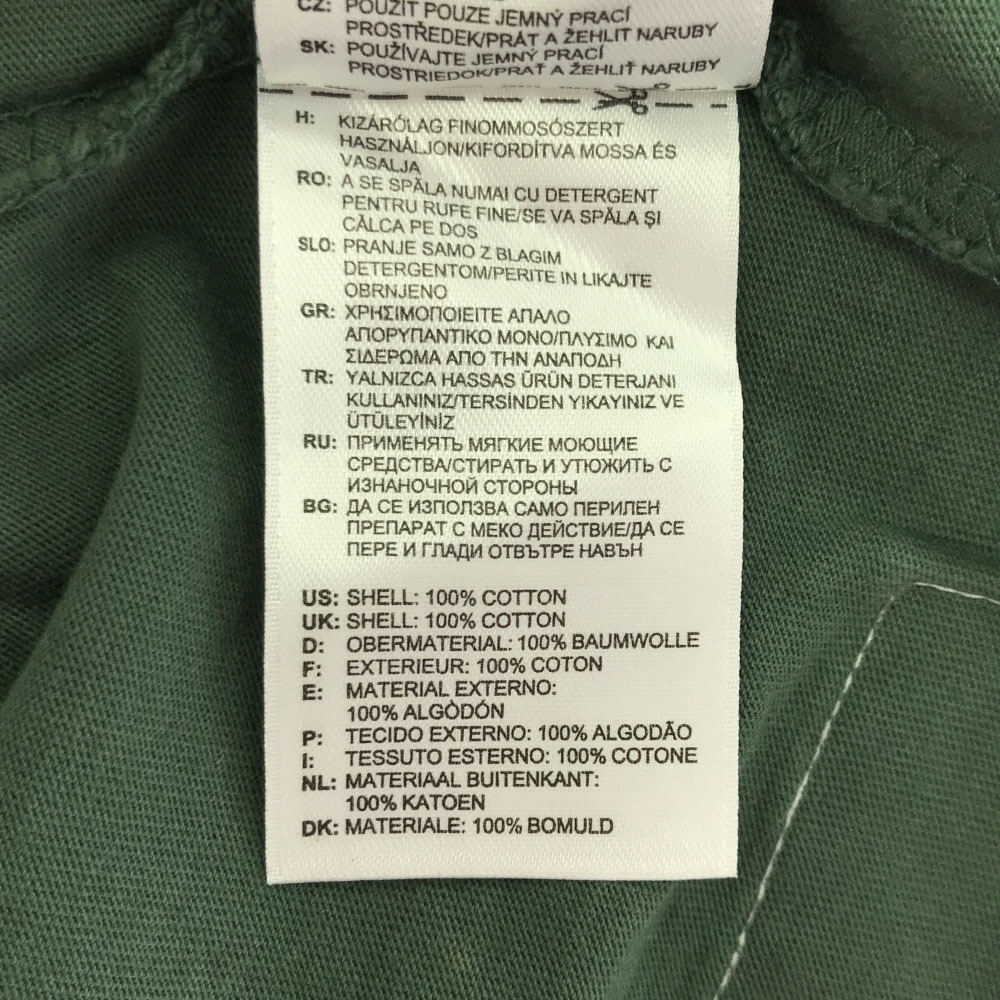 CZ: POUŽÍT POUZE JEMNÝ PRACÍ
PROSTŘEDEK/PRÁT A ŽEHLIT NARUBY
SK: POUŽÍVAJTE JEMNÝ PRACÍ
PROSTRIEDOK/PRAŤ A ŽEHLIŤ NARUBY
H: KIZÁRÓLAG FINOMMOSÓSZERT
HASZNÁLJON/KIFORDÍTVA MOSSA ÉS
VASALJA
RO: A SE SPĂLA NUMAI CU DETERGENT
PENTRU RUFE FINE/SE VA SPĂLA ȘI
CĂLCA PE DOS
SLO: PRANJE SAMO Z BLAGIM
DETERGENTOM/PERITE IN LIKAJTE
OBRNJENO
GR: ΧΡΗΣΙΜΟΠΟΙΕΙΤΕ ΑΠΑΛΟ
ΑΠΟΡΥΠΑΝΤΙΚΟ ΜΟΝΟ/ΠΛΥΣΙΜΟ ΚΑΙ
ΣΙΔΕΡΩΜΑ ΑΠΟ ΤΗΝ ΑΝΑΠΟΔΗ
TR: YALNIZCA HASSAS ÜRÜN DETERJANI
KULLANINIZ/TERSİNDEN YIKAYINIZ VE
ÜTÜLEYİNİZ
RU: ПРИМЕНЯТЬ МЯГКИЕ МОЮЩИЕ
СРЕДСТВА/СТИРАТЬ И УТЮЖИТЬ С
ИЗНАНОЧНОЙ СТОРОНЫ
BG: ДА СЕ ИЗПОЛЗВА САМО ПЕРИЛЕН
ПРЕПАРАТ С МЕКО ДЕЙСТВИЕ/ДА СЕ
ПЕРЕ И ГЛАДИ ОТВЪТРЕ НАВЪН
US: SHELL: 100% COTTON
UK: SHELL: 100% COTTON
D: OBERMATERIAL: 100% BAUMWOLLE
F: EXTERIEUR: 100% COTON
E: MATERIAL EXTERNO:
100% ALGÒDÓN
P: TECIDO EXTERNO: 100% ALGODÃO
I: TESSUTO ESTERNO: 100% COTONE
NL: MATERIAAL BUITENKANT:
100% KATOEN
DK: MATERIALE: 100% BOMULD